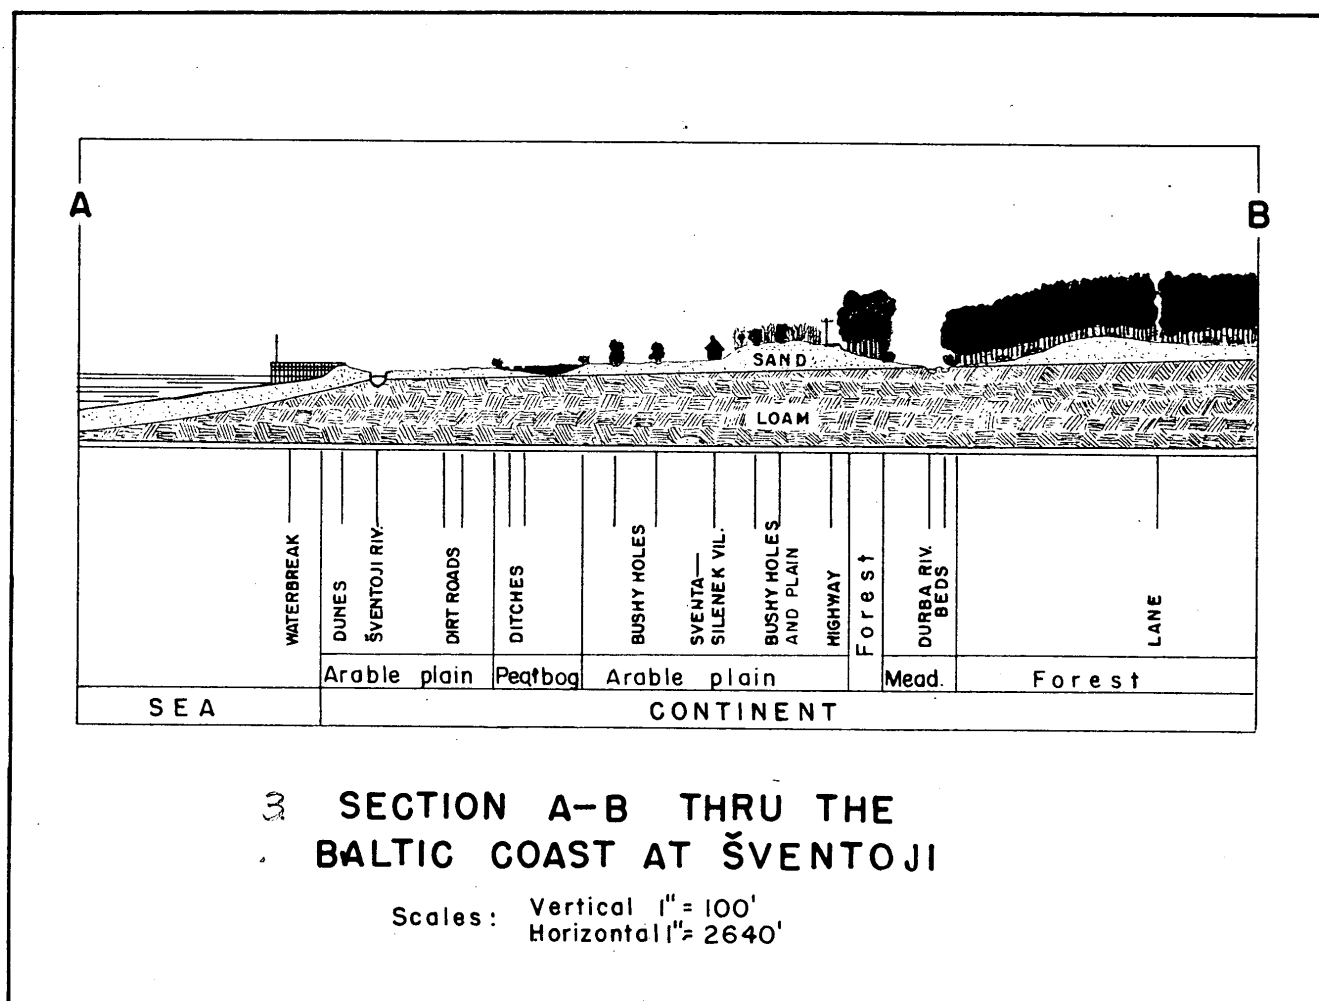 A
B
SAND
LOAM
WATERBREAK
DUNES
ŠVENTOJI RIV.
DIRT ROADS
DITCHES
BUSHY HOLES
SVENTA—
SILENEK VIL.
BUSHY HOLES
AND PLAIN
HIGHWAY
Forest
DURBA RIV.
BEDS
LANE
Arable plain
Peatbog
Arable plain
Mead.
Forest
SEA
CONTINENT
3 SECTION A-B THRU THE
BALTIC COAST AT ŠVENTOJI
Scales: Vertical 1" = 100'
Horizontal 1" = 2640'